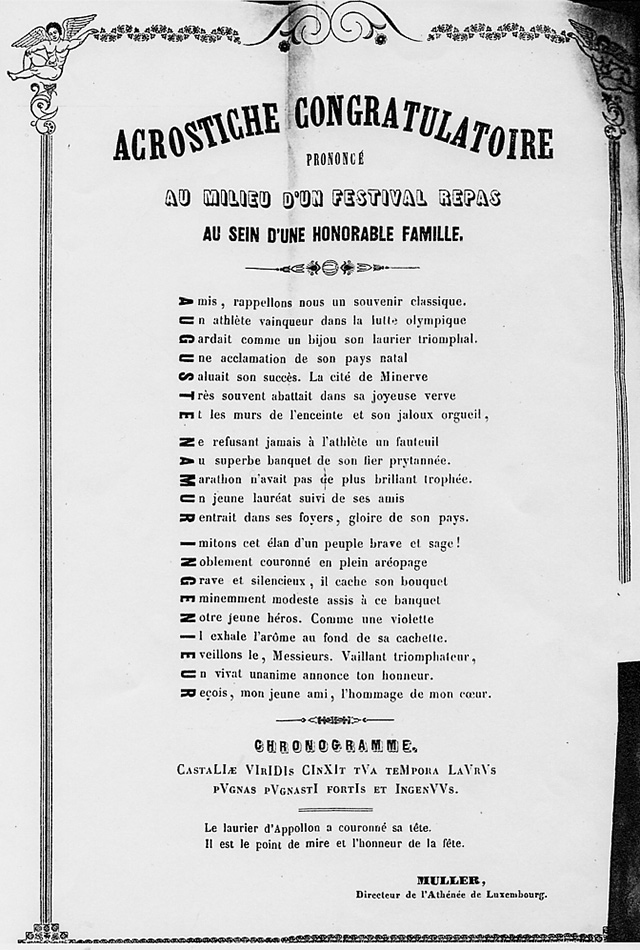 ACROSTICHE CONGRATULATOIRE
PRONONCÉ
AU MILIEU D'UN FESTIVAL REPAS
AU SEIN D'UNE HONORABLE FAMILLE.
Amis, rappellons nous un souvenir classique.
Un athlète vainqueur dans la lutte olympique
Gardait comme un bijou son laurier triomphal.
Une acclamation de son pays natal
Saluait son succès. La cité de Minerve
Très souvent abattait dans sa joyeuse verve
Et les murs de l'enceinte et son jaloux orgueil,
Ne refusant jamais à l'athlète un fauteuil
Au superbe banquet de son fier prytannée.
Marathon n'avait pas de plus brillant trophée.
Un jeune lauréat suivi de ses amis
Rentrait dans ses foyers, gloire de son pays.
Imitons cet élan d'un peuple brave et sage!
Noblement couronné en plein aréopage
Grave et silencieux, il cache son bouquet
Eminemment modeste assis à ce banquet
Notre jeune héros. Comme une violette
Il exhale l'arôme au fond de sa cachette.
Eveillons le, Messieurs. Vaillant triomphateur,
Un vivat unanime annonce ton honneur.
Reçois, mon jeune ami, l'hommage de mon cœur.
CHRONOGRAMME.
CastaLIæ VIrIDIs CInXIt tVa teMpora LaVrVs
pVgnas pVgnastI fortIs et IngenVVs.
Le laurier d'Appollon a couronné sa tête.
Il est le point de mire et l'honneur de la fête.
MULLER,
Directeur de l'Athénée de Luxembourg.